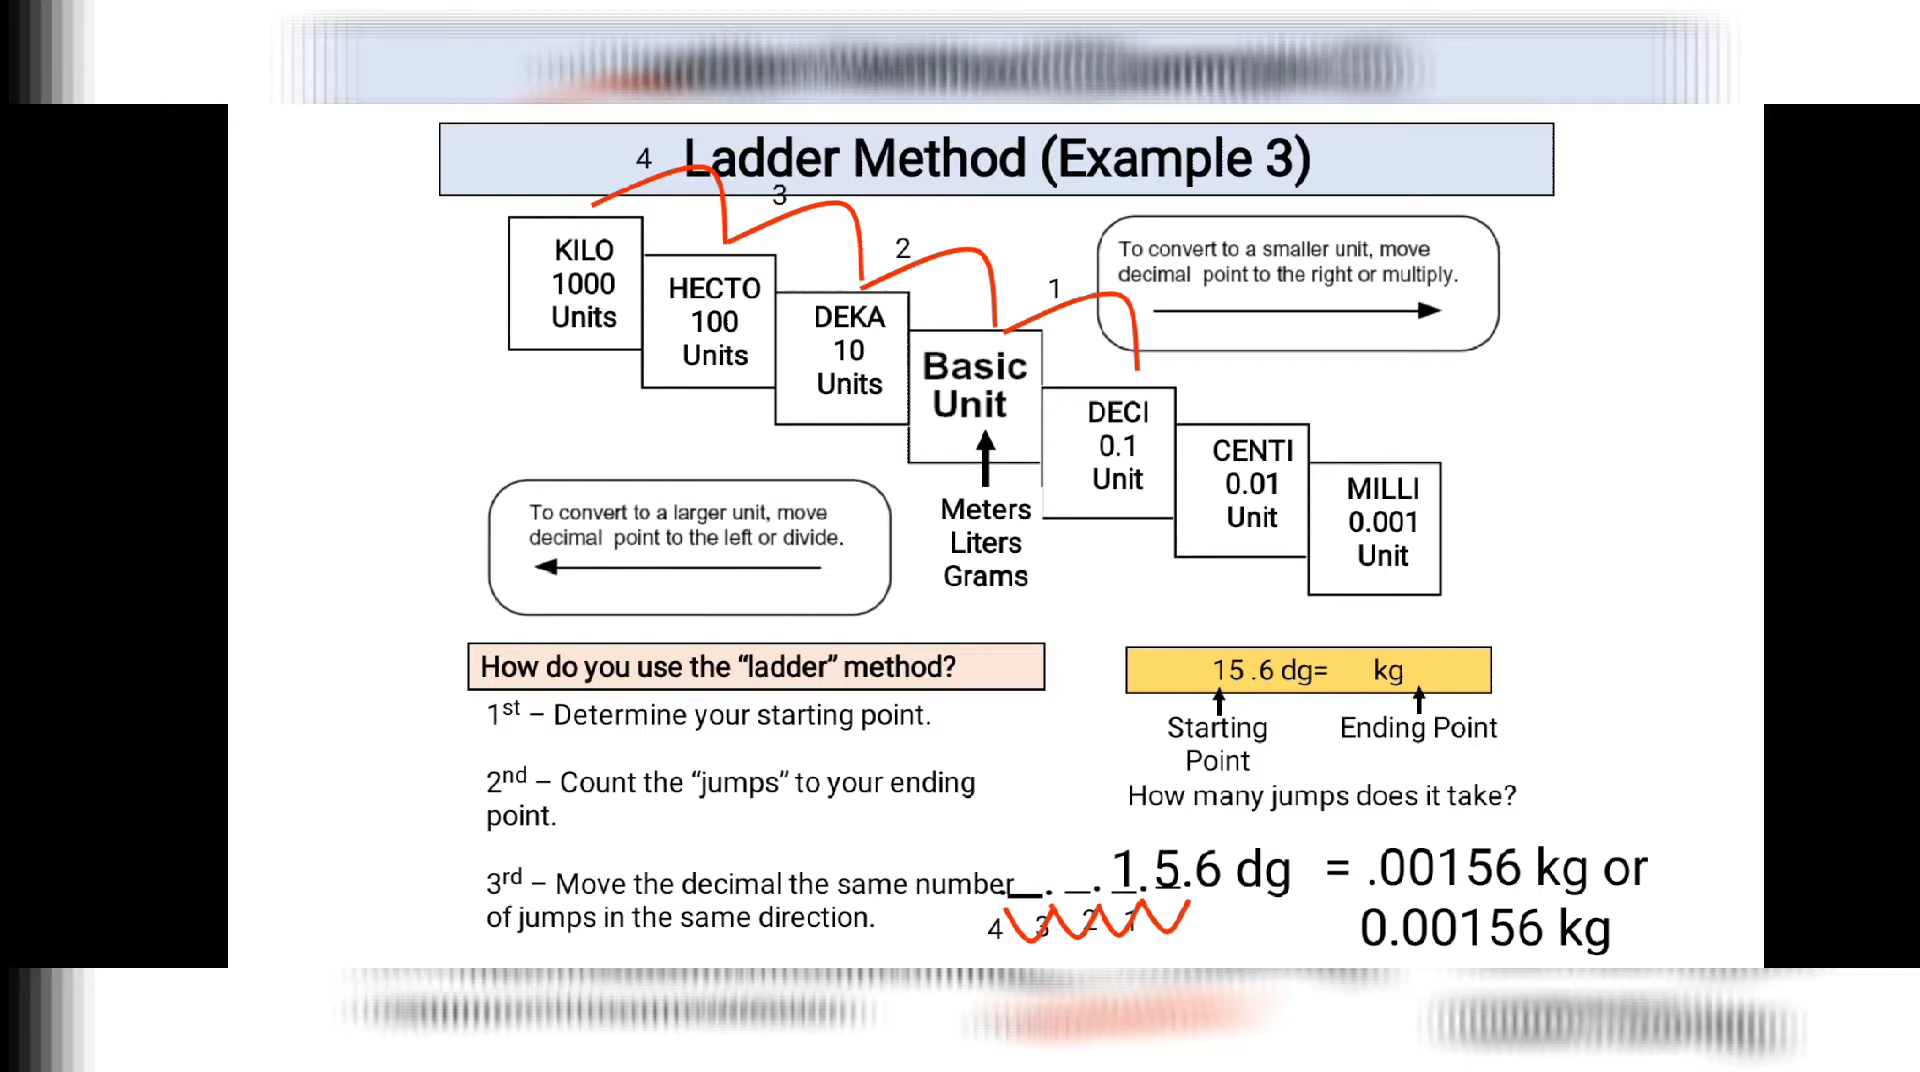 Ladder Method (Example 3)
4
3
2
1
KILO
1000
Units
HECTO
100
Units
DEKA
10
Units
Basic
Unit
DECI
0.1
Unit
CENTI
0.01
Unit
MILLI
0.001
Unit
To convert to a smaller unit, move
decimal point to the right or multiply.
To convert to a larger unit, move
decimal point to the left or divide.
Meters
Liters
Grams
How do you use the “ladder” method?
1st – Determine your starting point.
2nd – Count the “jumps” to your ending
point.
3rd – Move the decimal the same number
of jumps in the same direction.
15 .6 dg= kg
Starting
Point
Ending Point
How many jumps does it take?
.__. _. 1.5.6 dg = .00156 kg or
0.00156 kg
4 3 2 1